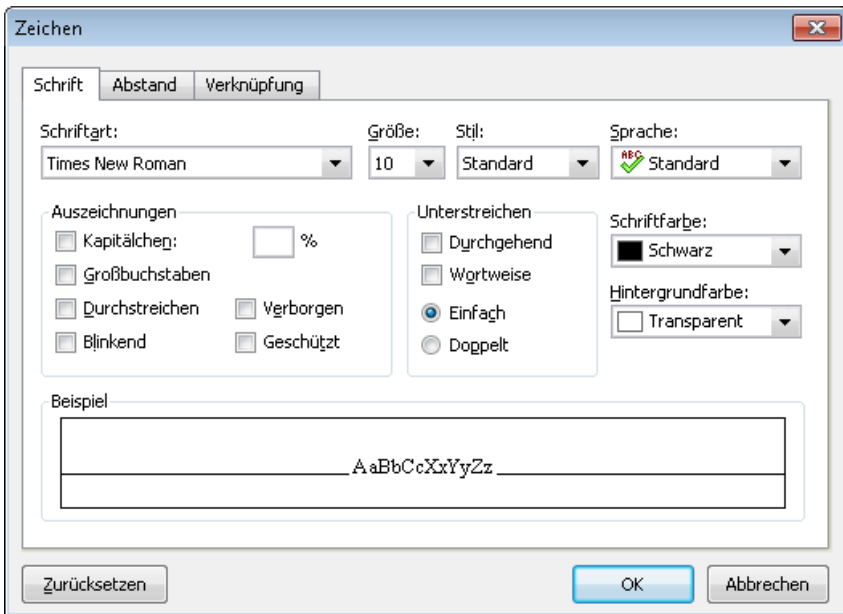 Zeichen
Schrift Abstand Verknüpfung
Schriftart: Größe: Stil: Sprache:
Times New Roman 10 Standard ABC Standard
Auszeichnungen Unterstreichen Schriftfarbe:
Kapitälchen: % Durchgehend Schwarz
Großbuchstaben Wortweise Hintergrundfarbe:
Durchstreichen Verborgen Einfach Transparent
Blinkend Geschützt Doppelt
Beispiel
AaBbCcXxYyZz
Zurücksetzen OK Abbrechen